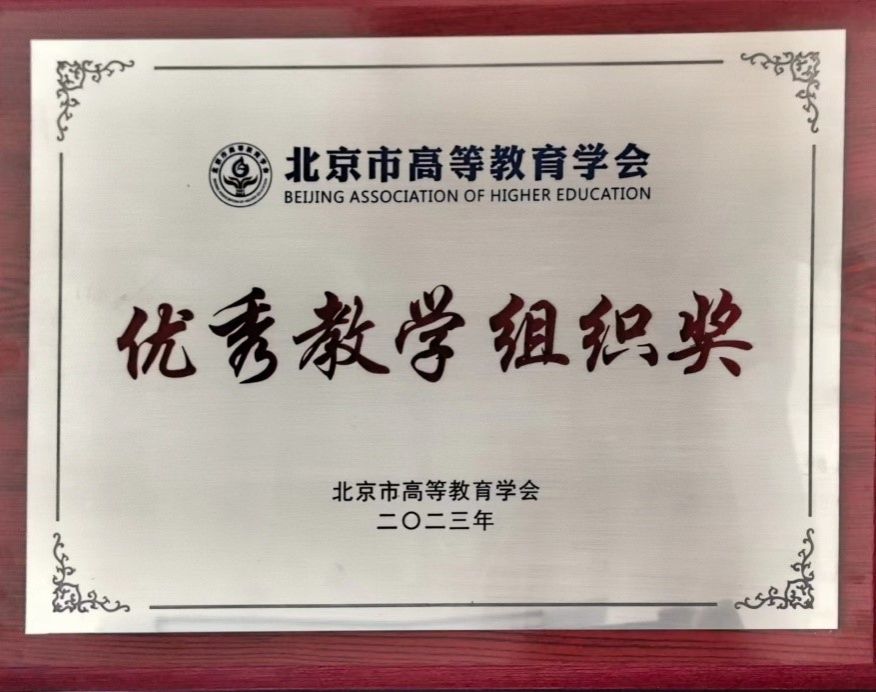 北京市高等教育学会
BEIJING ASSOCIATION OF HIGHER EDUCATION
优秀教学组织奖
北京市高等教育学会
二〇二三年